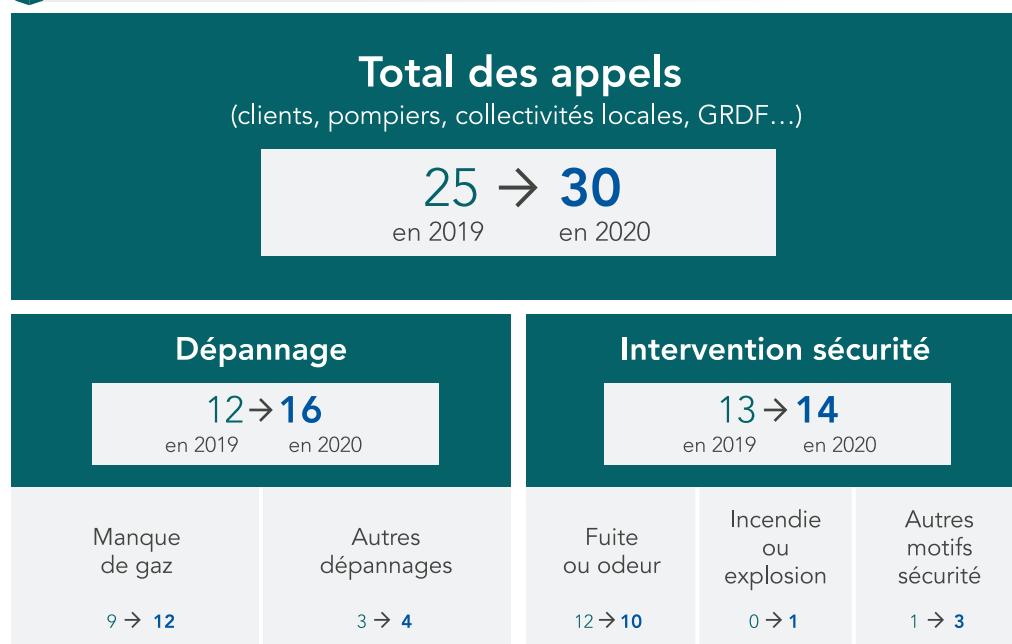 Total des appels
(clients, pompiers, collectivités locales, GRDF...)
25 → 30
en 2019 en 2020
Dépannage
12 → 16
en 2019 en 2020
Manque
de gaz
9 → 12
Autres
dépannages
3 → 4
Intervention sécurité
13 → 14
en 2019 en 2020
Fuite
ou odeur
12 → 10
Incendie
ou
explosion
0 → 1
Autres
motifs
sécurité
1 → 3